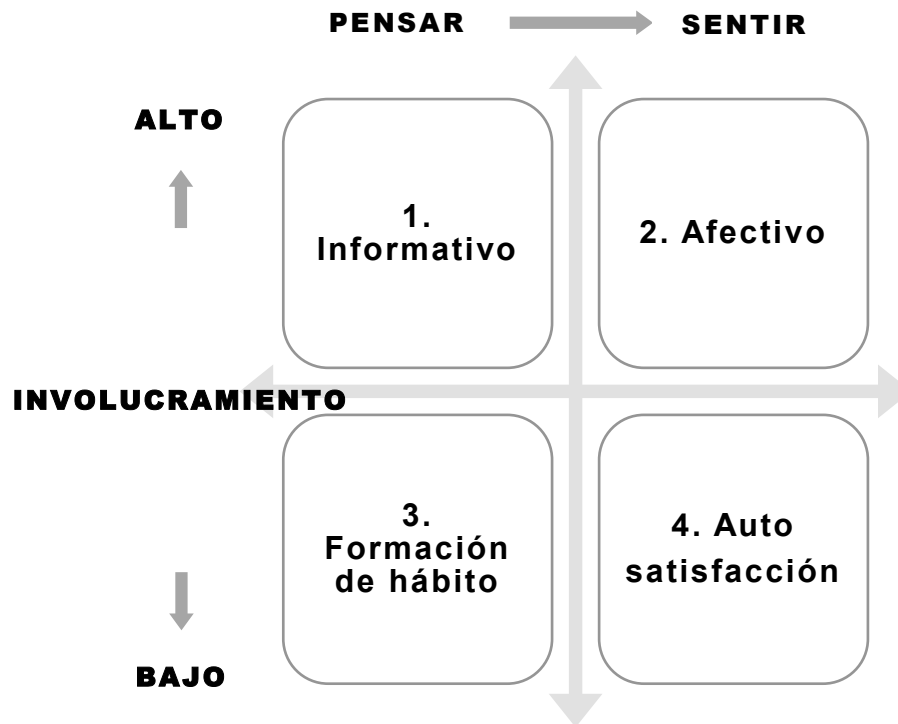 PENSAR SENTIR
ALTO
1.
Informativo
2. Afectivo
INVOLUCRAMIENTO
3.
Formación
de hábito
4. Auto
satisfacción
BAJO